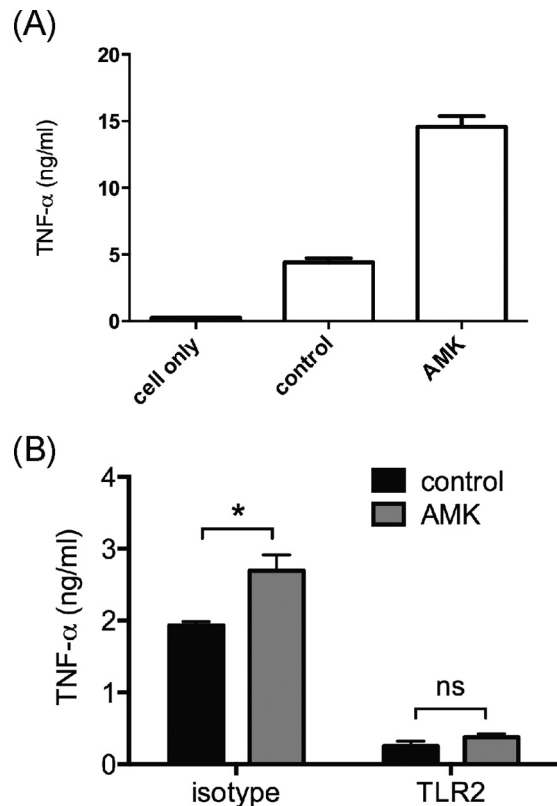 (A)
TNF-α (ng/ml)
20
15
10
5
0
cell only
control
AMK
(B)
TNF-α (ng/ml)
4
3
2
1
0
control
AMK
*
ns
isotype
TLR2